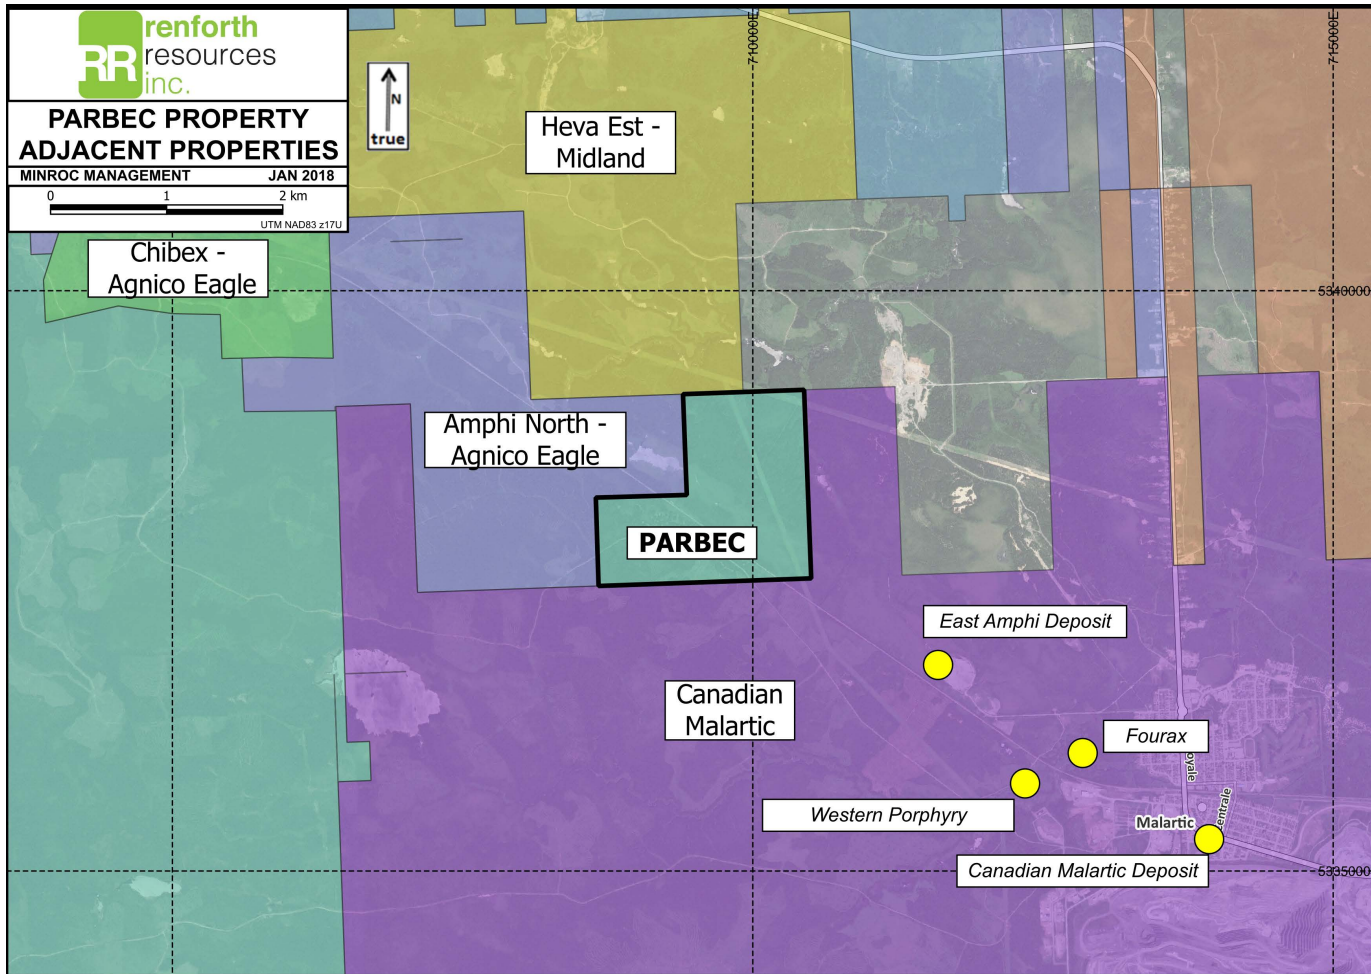 RR
renforth
resources
inc.
PARBEC PROPERTY
ADJACENT PROPERTIES
MINROC MANAGEMENT JAN 2018
0 1 2 km
UTM NAD83 z17U
N
true
710000E
715000E
Heva Est -
Midland
Chibex -
Agnico Eagle
5340000
Amphi North -
Agnico Eagle
PARBEC
East Amphi Deposit
Canadian
Malartic
Fourax
Western Porphyry
Malartic
Canadian Malartic Deposit
5335000